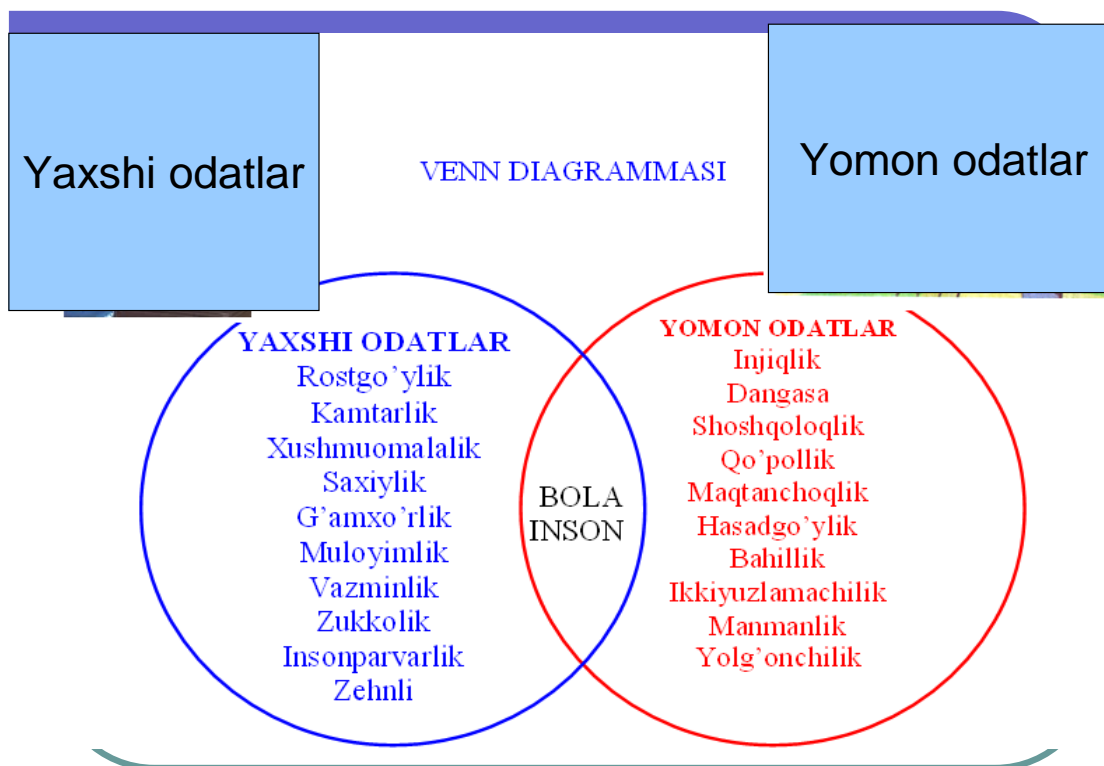 Yaxshi odatlar
VENN DIAGRAMMASI
Yomon odatlar
YAXSHI ODATLAR
Rostgo’ylik
Kamtarlik
Xushmuomalalik
Saxiylik
G’amxo’rlik
Muloyimlik
Vazminlik
Zukkolik
Insonparvarlik
Zehnli
BOLA
INSON
YOMON ODATLAR
Injiqlik
Dangasa
Shoshqoloqlik
Qo’pollik
Maqtanchoqlik
Hasadgo’ylik
Bahillik
Ikkiyuzlamachilik
Manmanlik
Yolg’onchilik